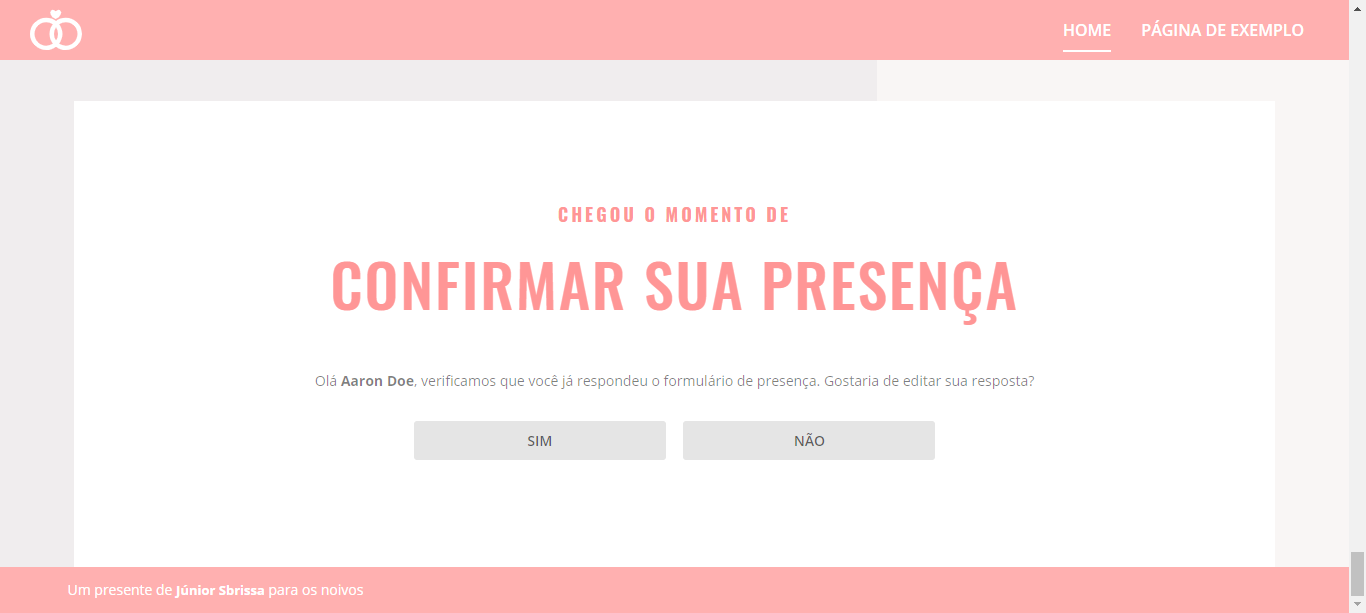 HOME PÁGINA DE EXEMPLO
CHEGOU O MOMENTO DE
CONFIRMAR SUA PRESENÇA
Olá Aaron Doe, verificamos que você já respondeu o formulário de presença. Gostaria de editar sua resposta?
SIM NÃO
Um presente de Júnior Sbrissa para os noivos